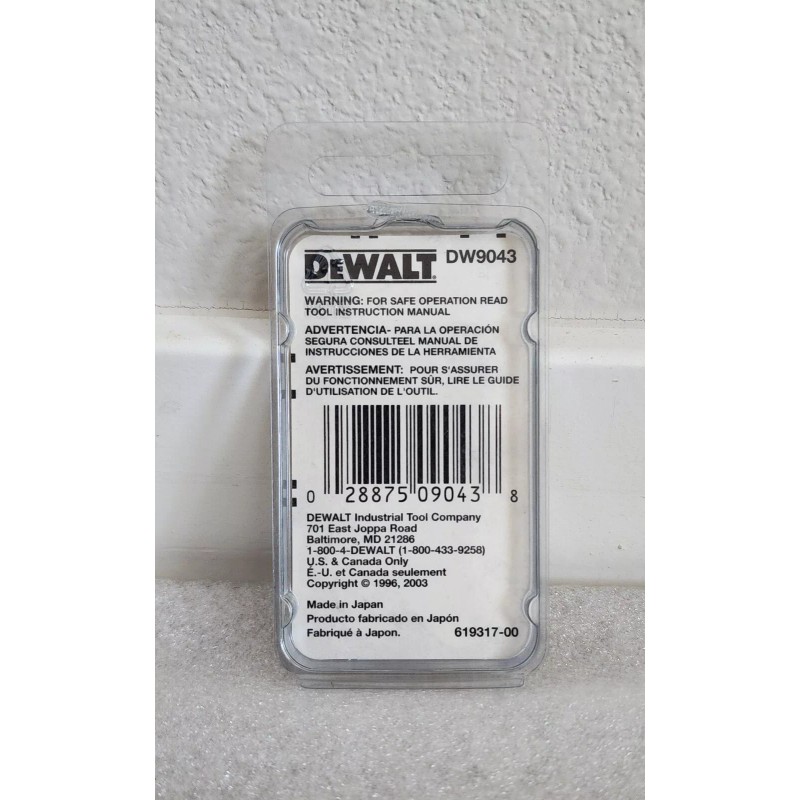 DEWALT DW9043
WARNING: FOR SAFE OPERATION READ
TOOL INSTRUCTION MANUAL
ADVERTENCIA- PARA LA OPERACIÓN
SEGURA CONSULTEEL MANUAL DE
INSTRUCCIONES DE LA HERRAMIENTA
AVERTISSEMENT: POUR S'ASSURER
DU FONCTIONNEMENT SÛR, LIRE LE GUIDE
D'UTILISATION DE L'OUTIL.
0 28875 09043 8
DEWALT Industrial Tool Company
701 East Joppa Road
Baltimore, MD 21286
1-800-4-DEWALT (1-800-433-9258)
U.S. & Canada Only
É.-U. et Canada seulement
Copyright © 1996, 2003
Made in Japan
Producto fabricado en Japón
Fabriqué à Japon. 619317-00